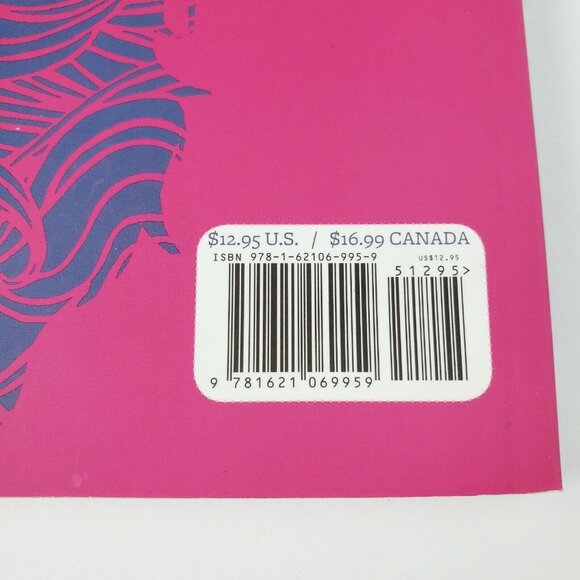 $12.95 U.S. / $16.99 CANADA
ISBN 978-1-62106-995-9 US$12.95
51295>
9 781621 069959